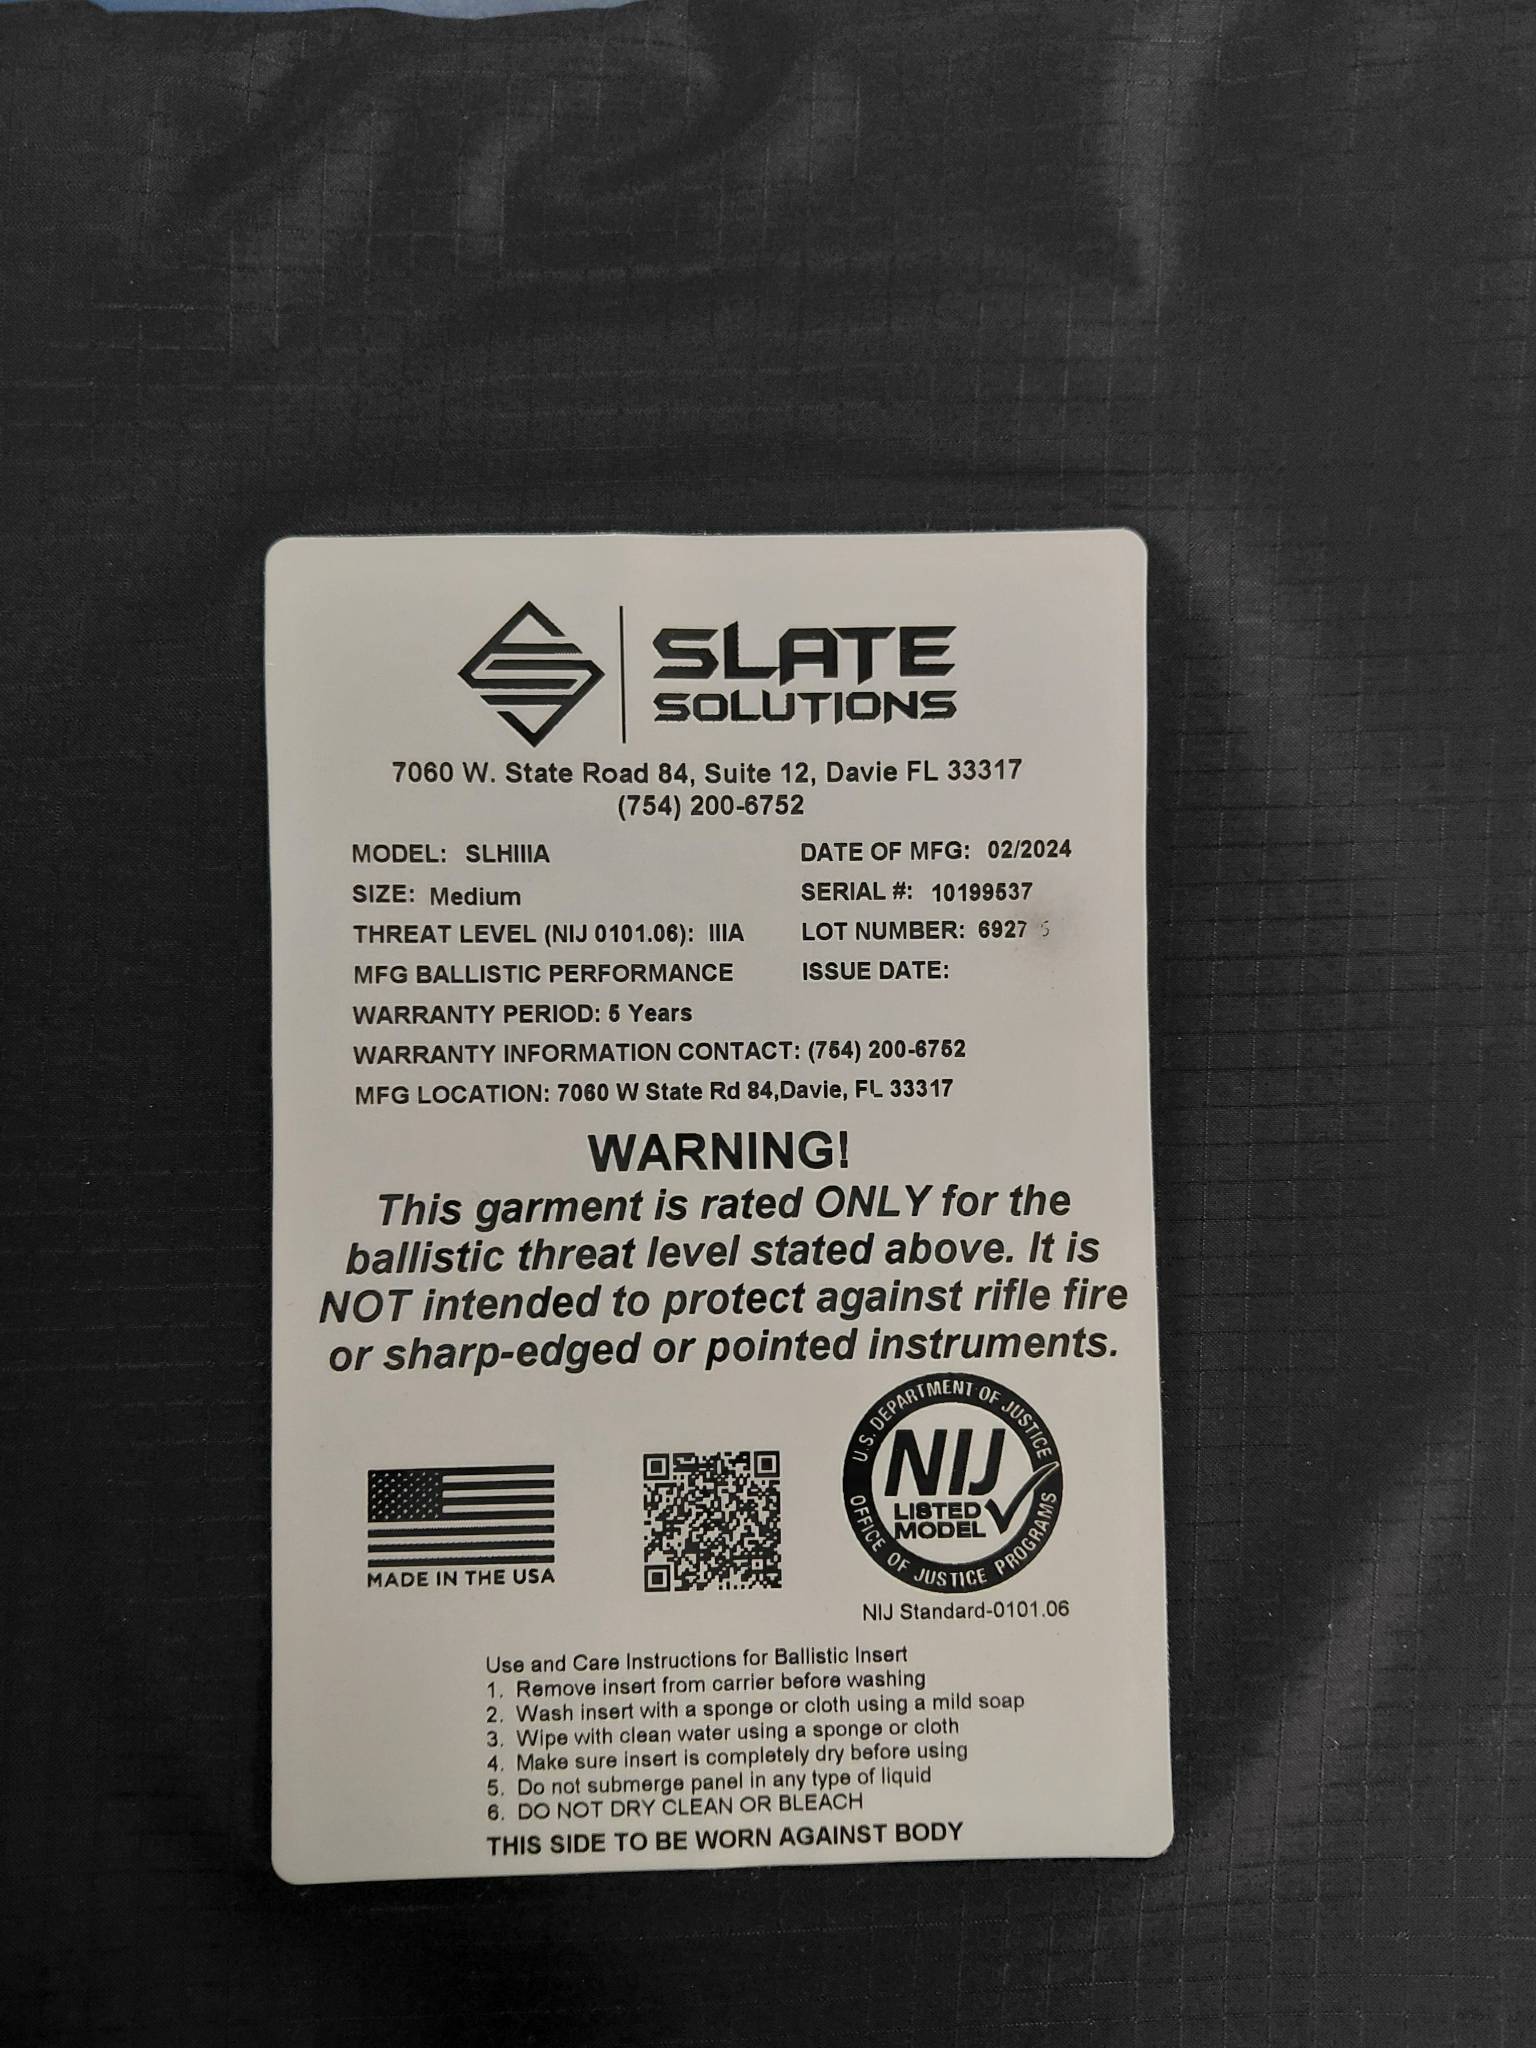 SLATE
SOLUTIONS
7060 W. State Road 84, Suite 12, Davie FL 33317
(754) 200-6752
MODEL: SLHIIIA
DATE OF MFG: 02/2024
SIZE: Medium
SERIAL #: 10199537
THREAT LEVEL (NIJ 0101.06): IIIA
LOT NUMBER: 6927
MFG BALLISTIC PERFORMANCE
ISSUE DATE:
WARRANTY PERIOD: 5 Years
WARRANTY INFORMATION CONTACT: (754) 200-6752
MFG LOCATION: 7060 W State Rd 84,Davie, FL 33317
WARNING!
This garment is rated ONLY for the
ballistic threat level stated above. It is
NOT intended to protect against rifle fire
or sharp-edged or pointed instruments.
MADE IN THE USA
U.S. DEPARTMENT OF JUSTICE
NIJ
LISTED
MODEL
OFFICE OF JUSTICE PROGRAMS
NIJ Standard-0101.06
Use and Care Instructions for Ballistic Insert
1. Remove insert from carrier before washing
2. Wash insert with a sponge or cloth using a mild soap
3. Wipe with clean water using a sponge or cloth
4. Make sure insert is completely dry before using
5. Do not submerge panel in any type of liquid
6. DO NOT DRY CLEAN OR BLEACH
THIS SIDE TO BE WORN AGAINST BODY